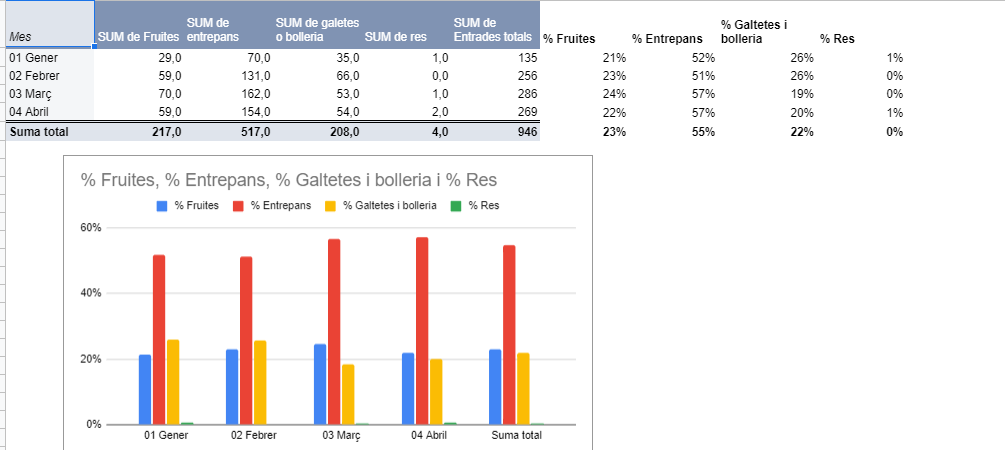 Mes SUM de Fruites SUM de entrepans SUM de galetes o bolleria SUM de res SUM de Entrades totals % Fruites % Entrepans % Galtetes i bolleria % Res
01 Gener 29,0 70,0 35,0 1,0 135 21% 52% 26% 1%
02 Febrer 59,0 131,0 66,0 0,0 256 23% 51% 26% 0%
03 Març 70,0 162,0 53,0 1,0 286 24% 57% 19% 0%
04 Abril 59,0 154,0 54,0 2,0 269 22% 57% 20% 1%
Suma total 217,0 517,0 208,0 4,0 946 23% 55% 22% 0%
% Fruites, % Entrepans, % Galtetes i bolleria i % Res
% Fruites % Entrepans % Galtetes i bolleria % Res
60%
40%
20%
0%
01 Gener 02 Febrer 03 Març 04 Abril Suma total